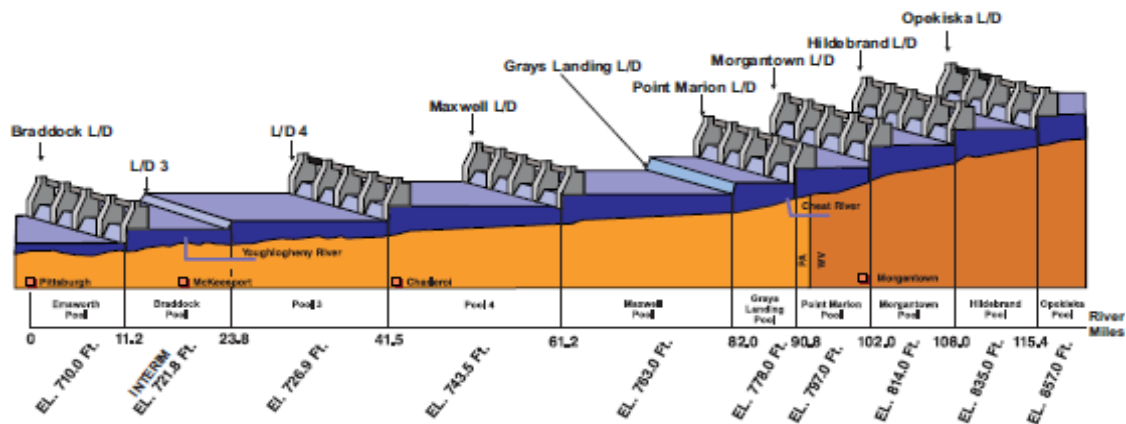 Opekiska L/D
Hildebrand L/D
Morgantown L/D
Grays Landing L/D
Point Marion L/D
Maxwell L/D
Braddock L/D
L/D 4
L/D 3
Cheat River
Youghiogheny River
PA
WV
Pittsburgh
McKeesport
Charleroi
Morgantown
Emsworth
Pool
Braddock
Pool
Pool 3
Pool 4
Maxwell
Pool
Grays
Landing
Pool
Point Marion
Pool
Morgantown
Pool
Hildebrand
Pool
Opekiska
Pool
River
Miles
0
11.2
23.8
41.5
61.2
82.0
90.8
102.0
108.0
115.4
EL.. 710.0 Ft.
INTERIM
EL. 721.8 Ft.
El. 726.9 Ft.
EL.. 743.5 Ft.
EL.. 763.0 Ft.
EL.. 778.0 Ft.
EL.. 797.0 Ft.
EL.. 814.0 Ft.
EL.. 835.0 Ft.
EL.. 857.0 Ft.